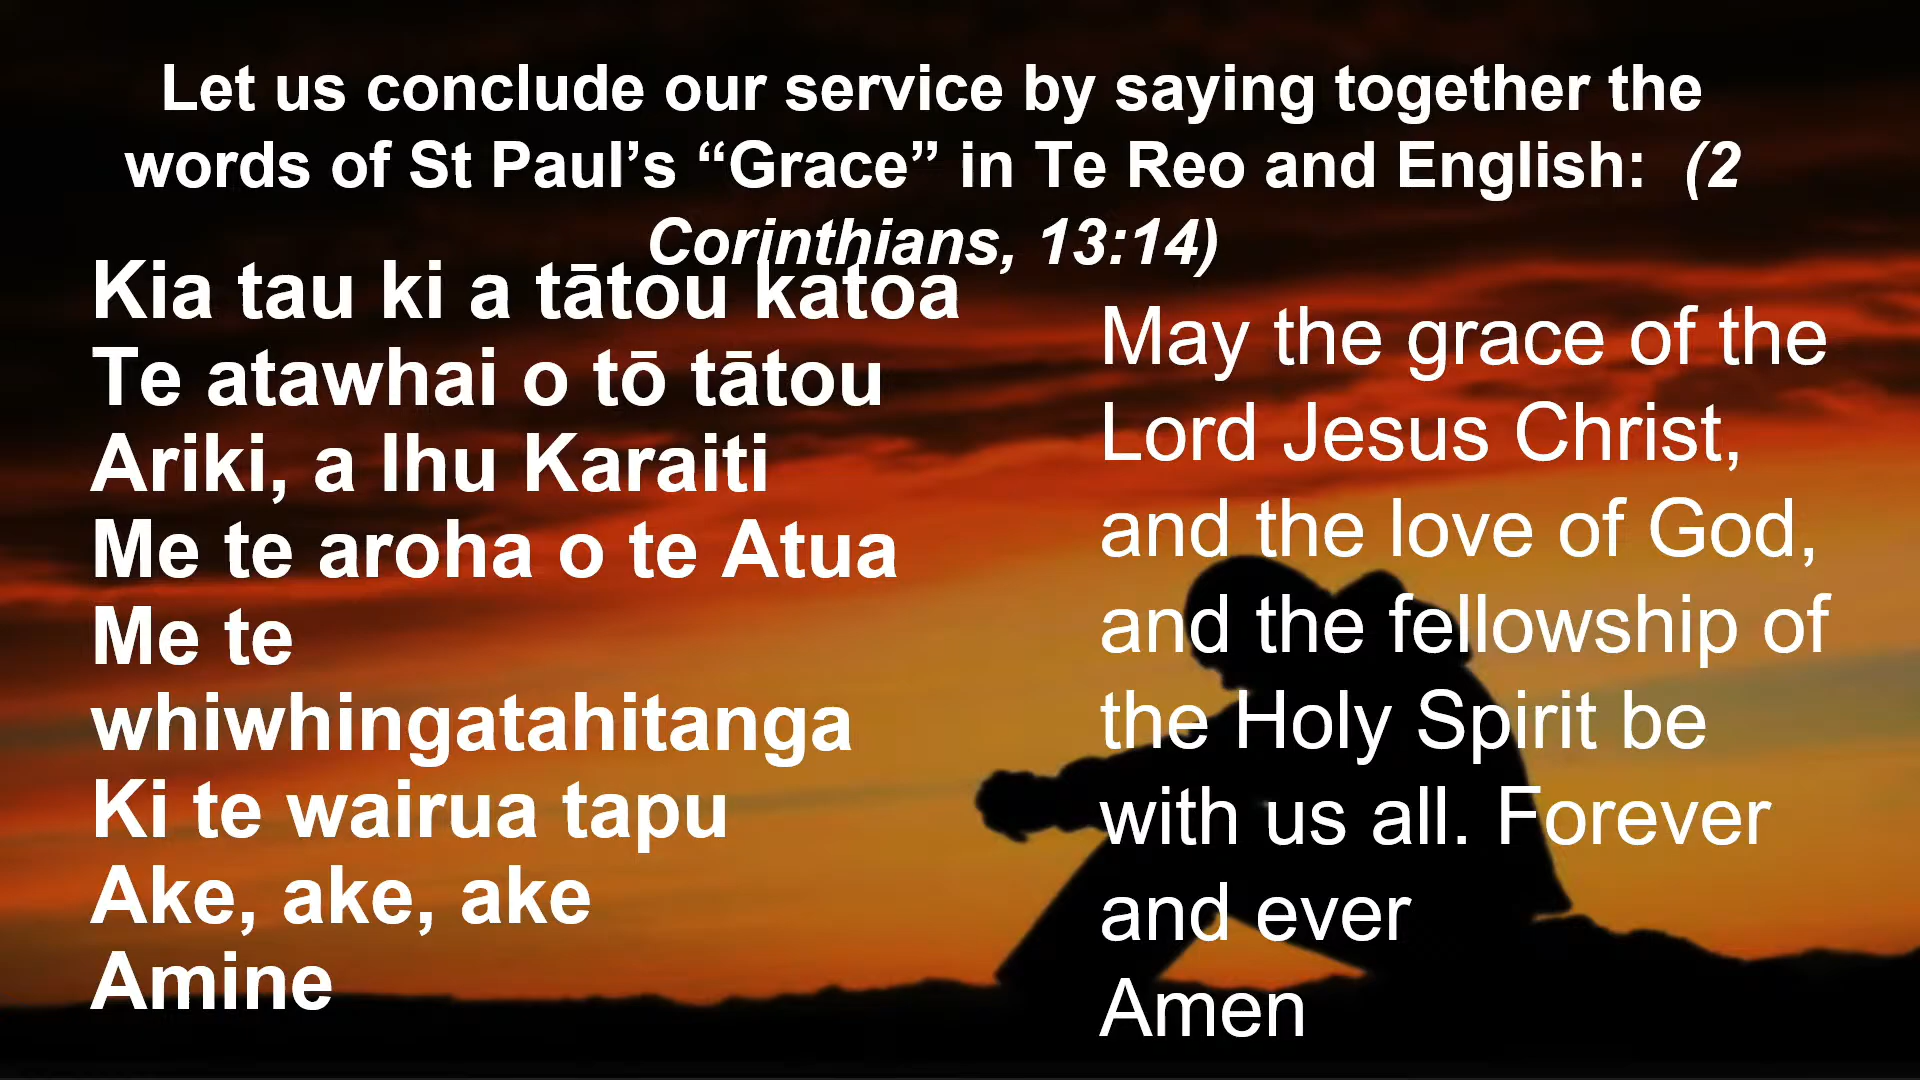 Let us conclude our service by saying together the
words of St Paul’s “Grace” in Te Reo and English:  (2
Corinthians, 13:14)
Kia tau ki a tātou katoa
Te atawhai o tō tātou
Ariki, a Ihu Karaiti
Me te aroha o te Atua
Me te
whiwhingatahitanga
Ki te wairua tapu
Ake, ake, ake
Amine
May the grace of the
Lord Jesus Christ,
and the love of God,
and the fellowship of
the Holy Spirit be
with us all. Forever
and ever
Amen